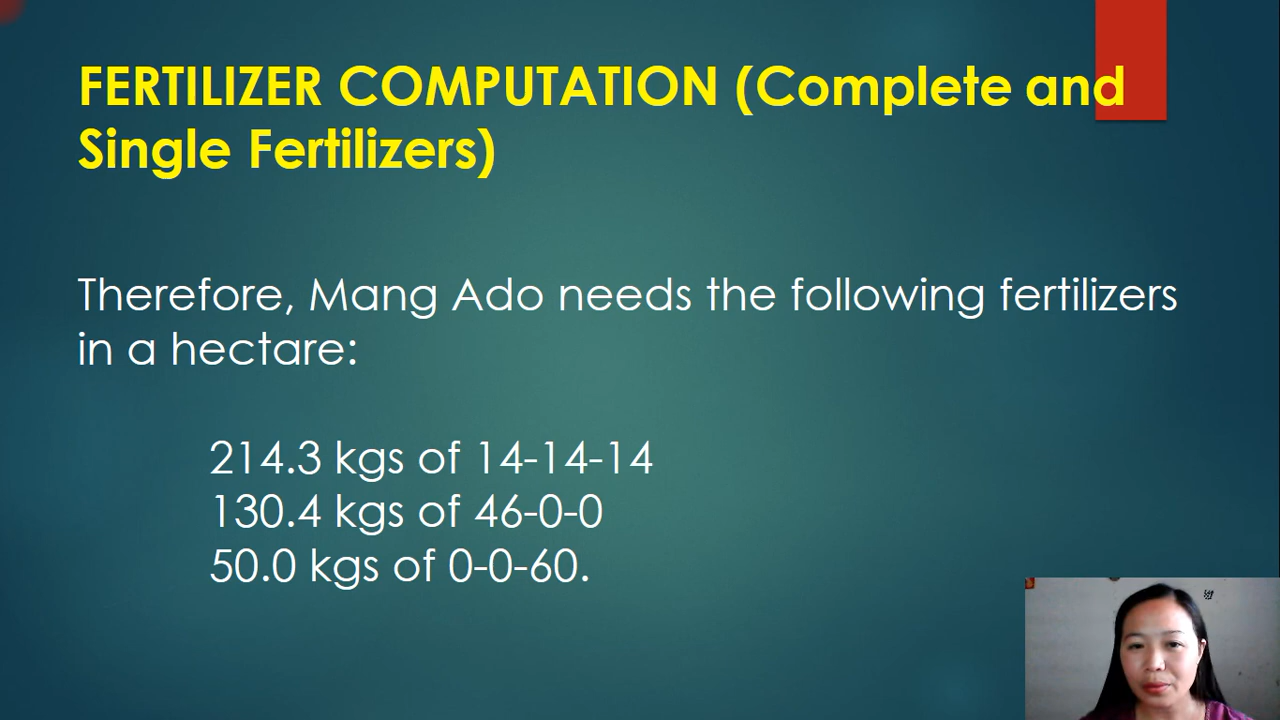 FERTILIZER COMPUTATION (Complete and
Single Fertilizers)
Therefore, Mang Ado needs the following fertilizers
in a hectare:
214.3 kgs of 14-14-14
130.4 kgs of 46-0-0
50.0 kgs of 0-0-60.